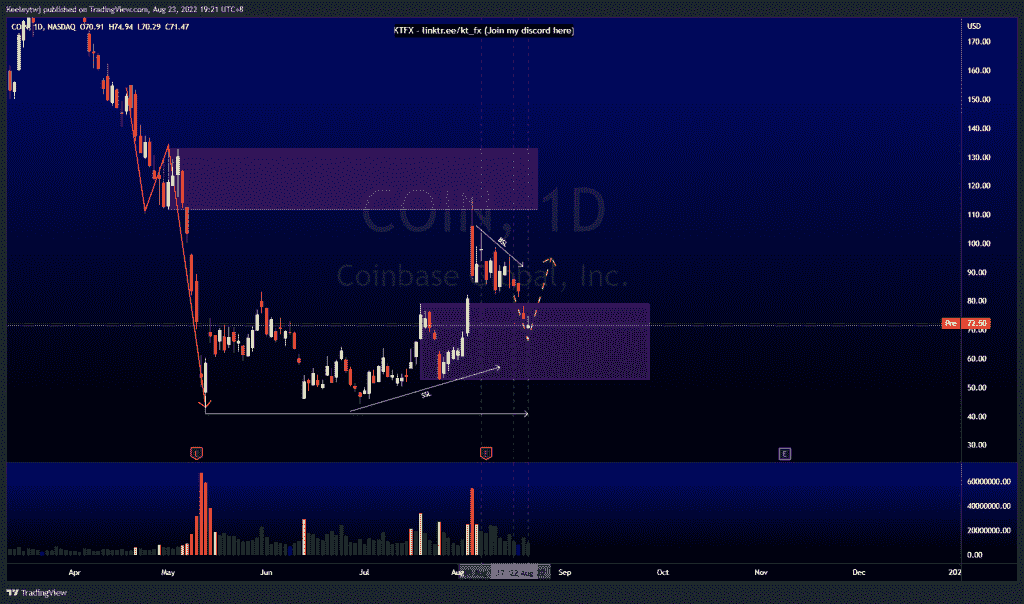 Keeleytwj published on TradingView.com, Aug 23, 2022 19:21 UTC+8
COIN, 1D, NASDAQ O70.91 H74.94 L70.29 C71.47
KTFX - linktr.ee/kt_fx (Join my discord here)
USD
170.00
160.00
150.00
140.00
130.00
120.00
110.00
100.00
90.00
80.00
Pre 72.50
70.00
60.00
50.00
40.00
30.00
COIN, 1D
Coinbase Global, Inc.
SSL
E
E
E
60000000.00
40000000.00
20000000.00
0.00
Apr May Jun Jul Aug 17 22 Aug Sep Oct Nov Dec 202
TradingView